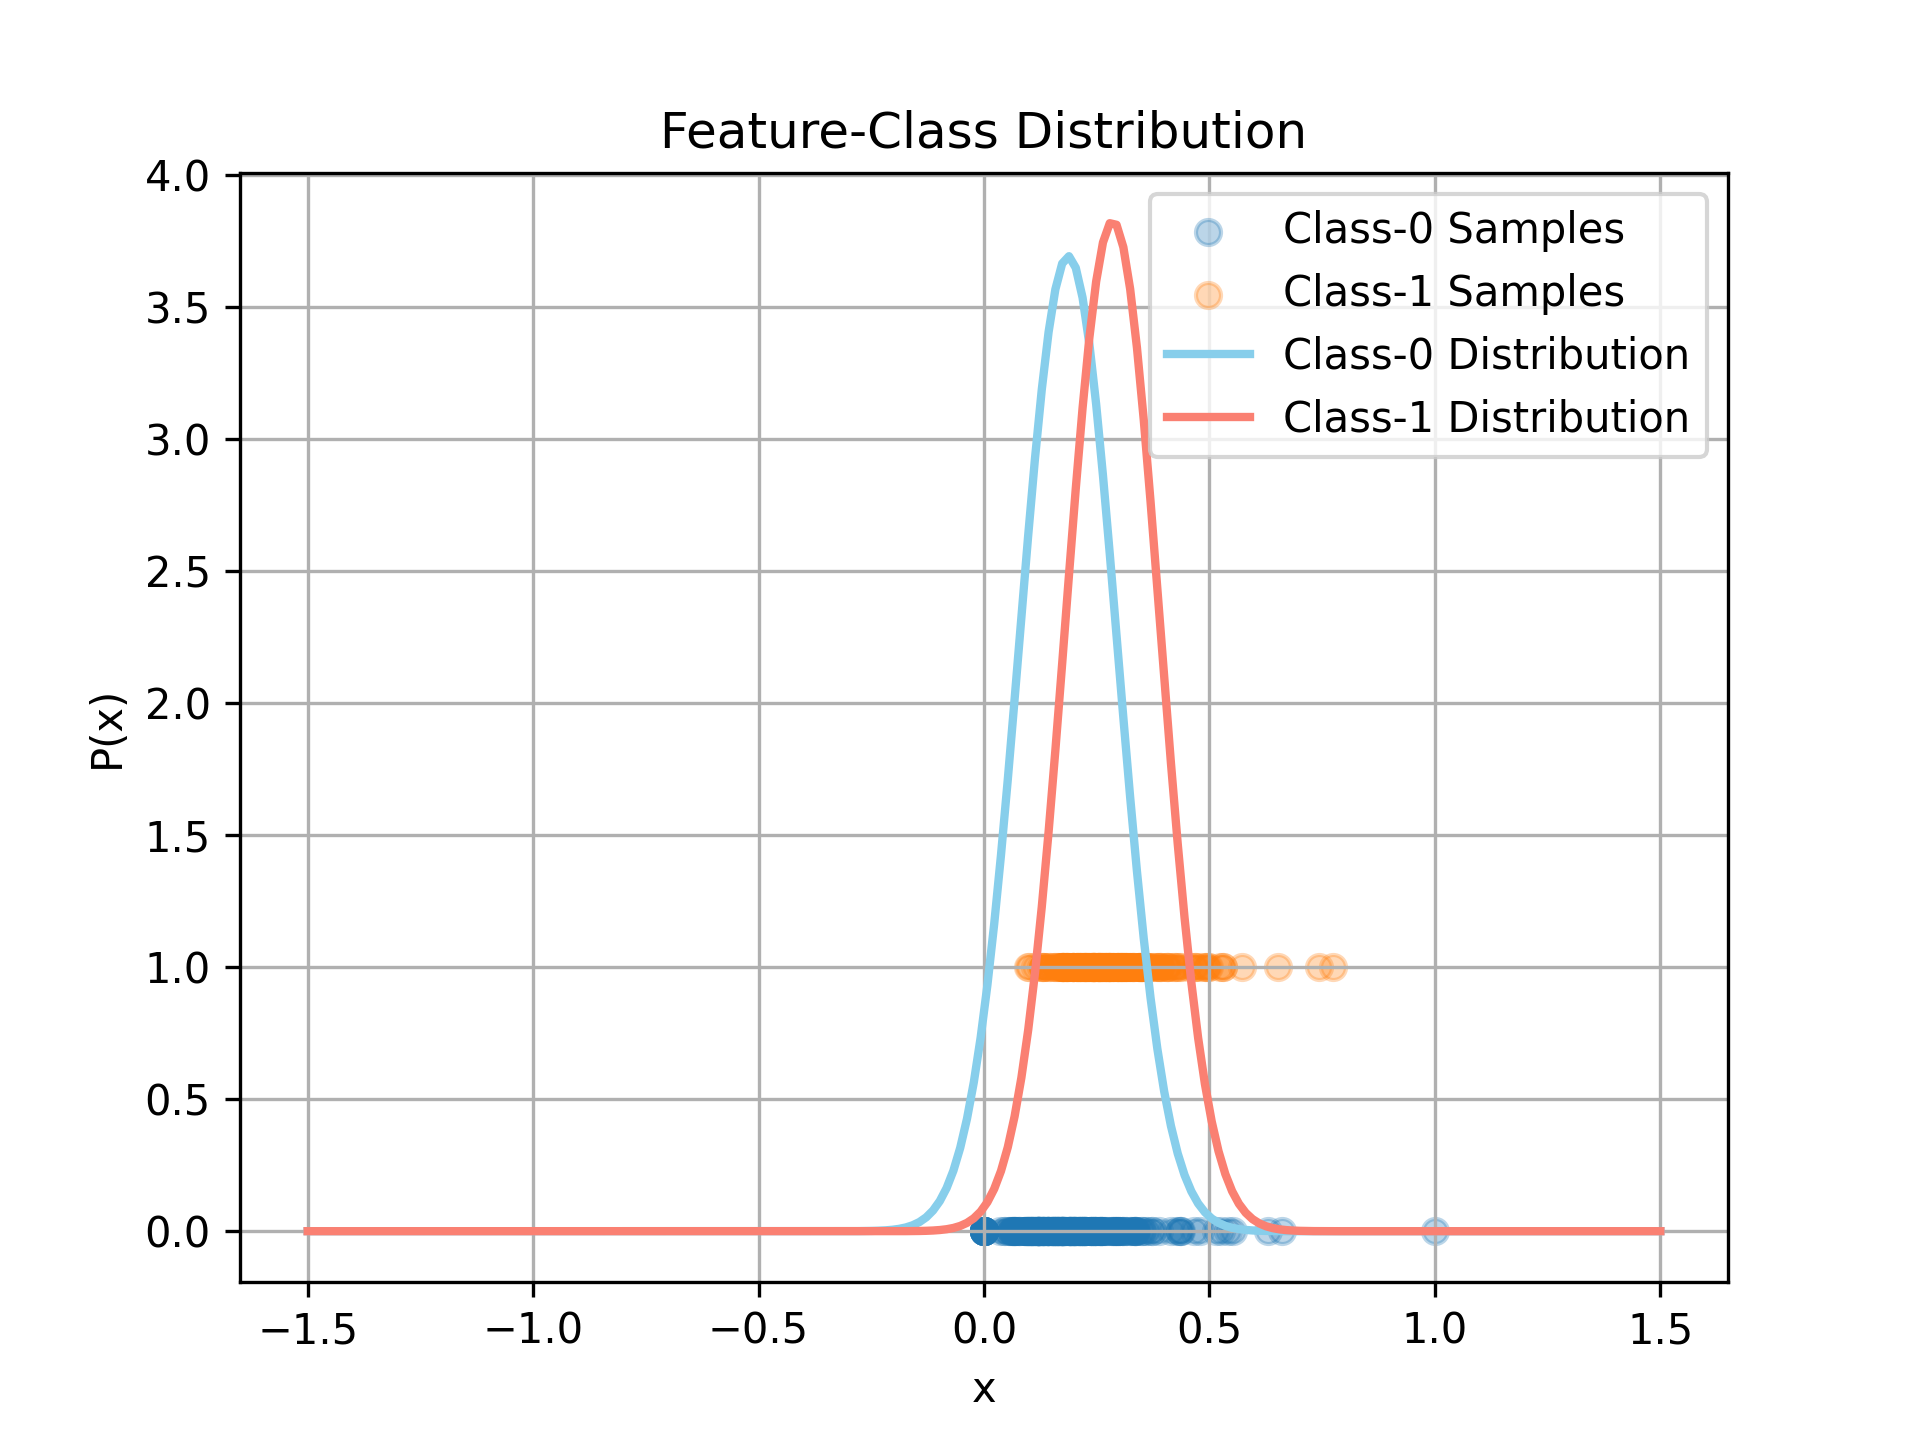 Feature-Class Distribution
4.0
3.5
3.0
2.5
2.0
1.5
1.0
0.5
0.0
P(x)
Class-0 Samples
Class-1 Samples
Class-0 Distribution
Class-1 Distribution
−1.5 −1.0 −0.5 0.0 0.5 1.0 1.5
x